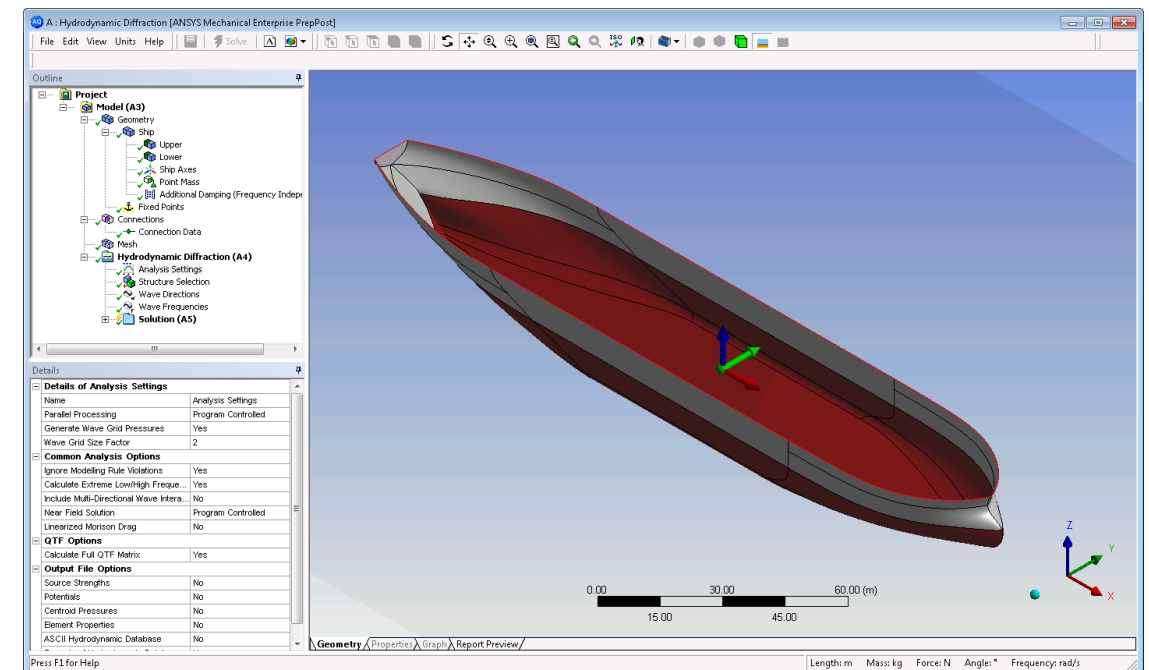 A : Hydrodynamic Diffraction [ANSYS Mechanical Enterprise PrepPost]
File Edit View Units Help Solve
Outline
Project
Model (A3)
Geometry
Ship
Upper
Lower
Ship Axes
Point Mass
Additional Damping (Frequency Indepe
Fixed Points
Connections
Connection Data
Mesh
Hydrodynamic Diffraction (A4)
Analysis Settings
Structure Selection
Wave Directions
Wave Frequencies
Solution (A5)
Details
Details of Analysis Settings
Name Analysis Settings
Parallel Processing Program Controlled
Generate Wave Grid Pressures Yes
Wave Grid Size Factor 2
Common Analysis Options
Ignore Modelling Rule Violations Yes
Calculate Extreme Low/High Freque... Yes
Include Multi-Directional Wave Intera... No
Near Field Solution Program Controlled
Linearized Morison Drag No
QTF Options
Calculate Full QTF Matrix Yes
Output File Options
Source Strengths No
Potentials No
Centroid Pressures No
Element Properties No
ASCII Hydrodynamic Database No
Z
Y
X
0.00 30.00 60.00 (m)
15.00 45.00
Geometry Properties Graph Report Preview
Press F1 for Help
Length: m Mass: kg Force: N Angle: ° Frequency: rad/s